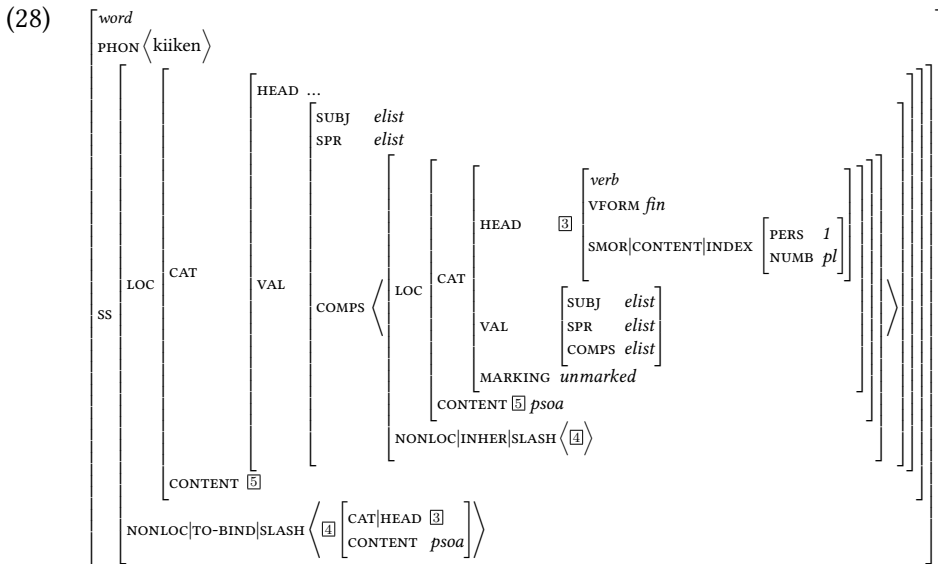 (28)
word
PHON ⟨kiiken⟩
HEAD ...
SUBJ elist
SPR elist
verb
VFORM fin
HEAD 3
SMOR|CONTENT|INDEX PERS 1
NUMB pl
SS LOC CAT VAL COMPS ⟨ LOC CAT
VAL SUBJ elist
SPR elist
COMPS elist
MARKING unmarked
CONTENT 5 psoa
NONLOC|INHER|SLASH ⟨4⟩
CONTENT 5
NONLOC|TO-BIND|SLASH ⟨4 CAT|HEAD 3
CONTENT psoa⟩